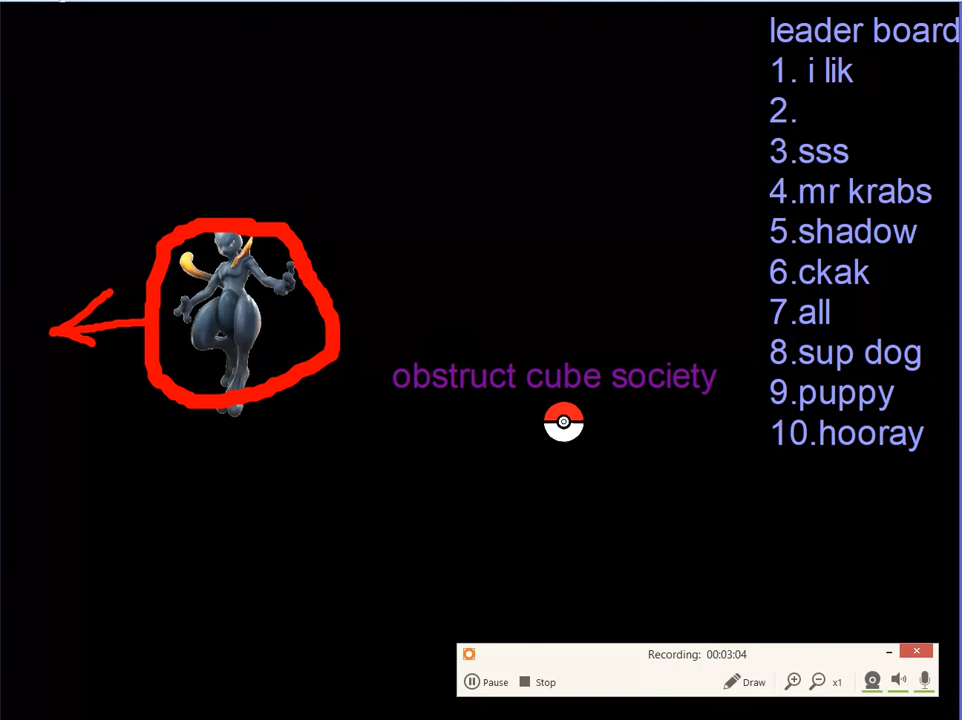 leader board
1. i lik
2.
3.sss
4.mr krabs
5.shadow
6.ckak
7.all
8.sup dog
9.puppy
10.hooray
obstruct cube society
Recording: 00:03:04
Pause Stop Draw x1